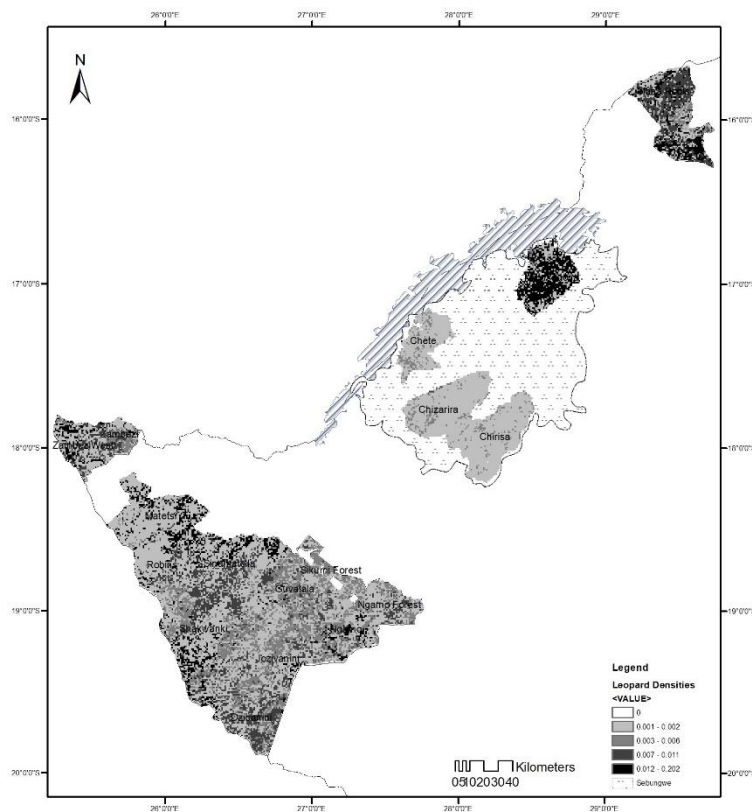 26°0'0"E 27°0'0"E 28°0'0"E 29°0'0"E
N
16°0'0"S 16°0'0"S
17°0'0"S 17°0'0"S
Chete
Chizarira
Chirisa
18°0'0"S 18°0'0"S
Robins
Sikumi Forest
Guvalala
Ngamo Forest
19°0'0"S 19°0'0"S
Shakwanki
Jozivanini
Legend
Leopard Densities
<VALUE>
0
0.001 - 0.002
0.003 - 0.006
0.007 - 0.011
0.012 - 0.202
Sebungwe
Kilometers
0510203040
20°0'0"S 20°0'0"S
26°0'0"E 27°0'0"E 28°0'0"E 29°0'0"E